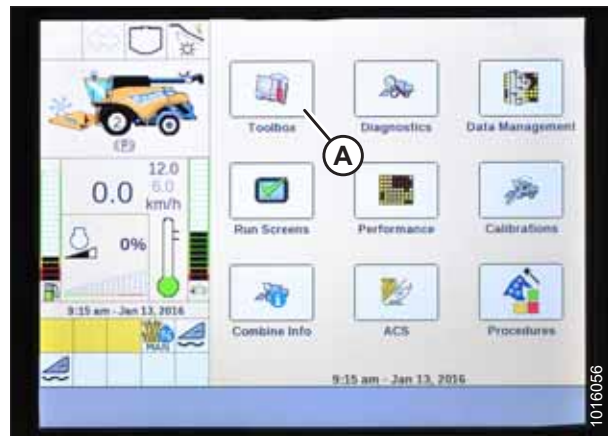 2
(P)
12.0
0.0
6.0
km/h
0%
9:15 am - Jan 13, 2016
MAN
Toolbox
Diagnostics
Data Management
A
Run Screens
Performance
Calibrations
Combine Info
ACS
Procedures
9:15 am - Jan 13, 2016
1016056